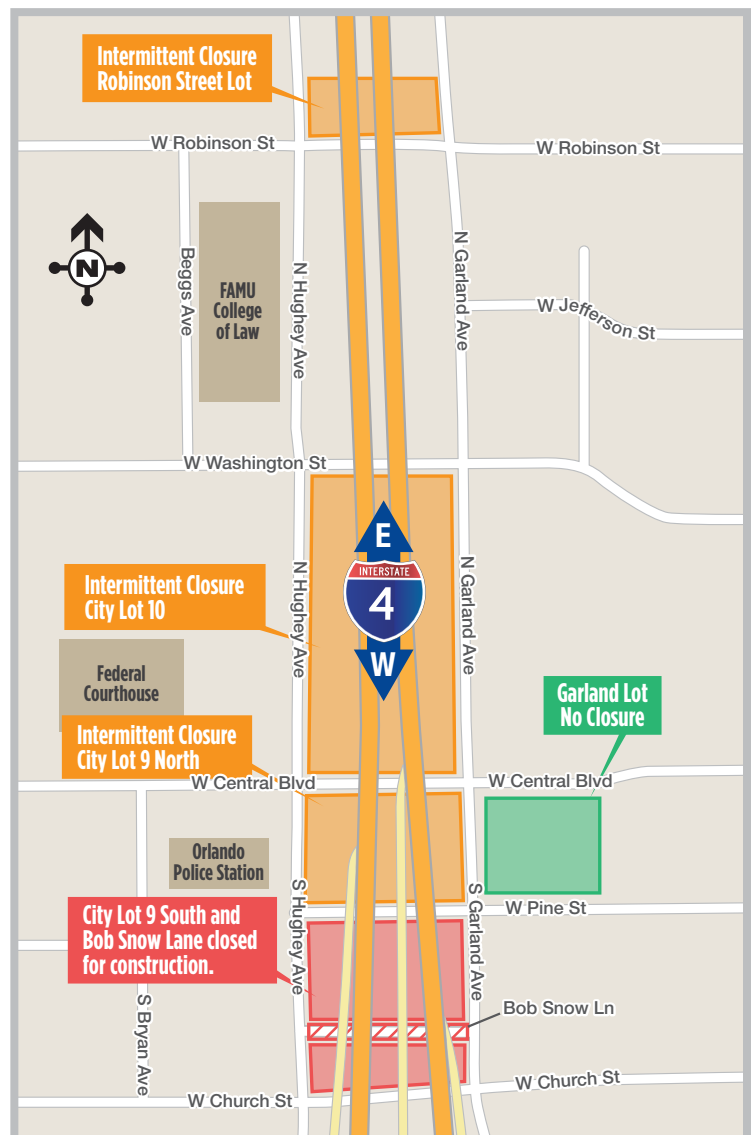 Intermittent Closure
Robinson Street Lot
W Robinson St
W Robinson St
N
Beggs Ave
FAMU
College
of Law
N Hughey Ave
N Garland Ave
W Jefferson St
W Washington St
E
INTERSTATE
4
W
N Hughey Ave
N Garland Ave
Intermittent Closure
City Lot 10
Federal
Courthouse
Garland Lot
No Closure
Intermittent Closure
City Lot 9 North
W Central Blvd
W Central Blvd
Orlando
Police Station
S Hughey Ave
S Garland Ave
W Pine St
City Lot 9 South and
Bob Snow Lane closed
for construction.
Bob Snow Ln
S Bryan Ave
W Church St
W Church St